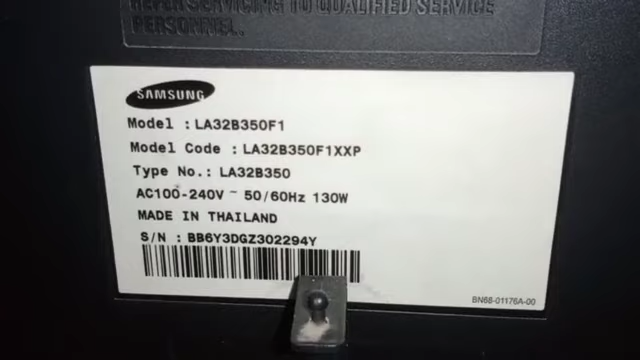 REFER SERVICING TO QUALIFIED SERVICE
PERSONNEL.
SAMSUNG
Model : LA32B350F1
Model Code : LA32B350F1XXP
Type No.: LA32B350
AC100-240V ~ 50/60Hz 130W
MADE IN THAILAND
S/N : BB6Y3DGZ302294Y
BN68-01176A-00